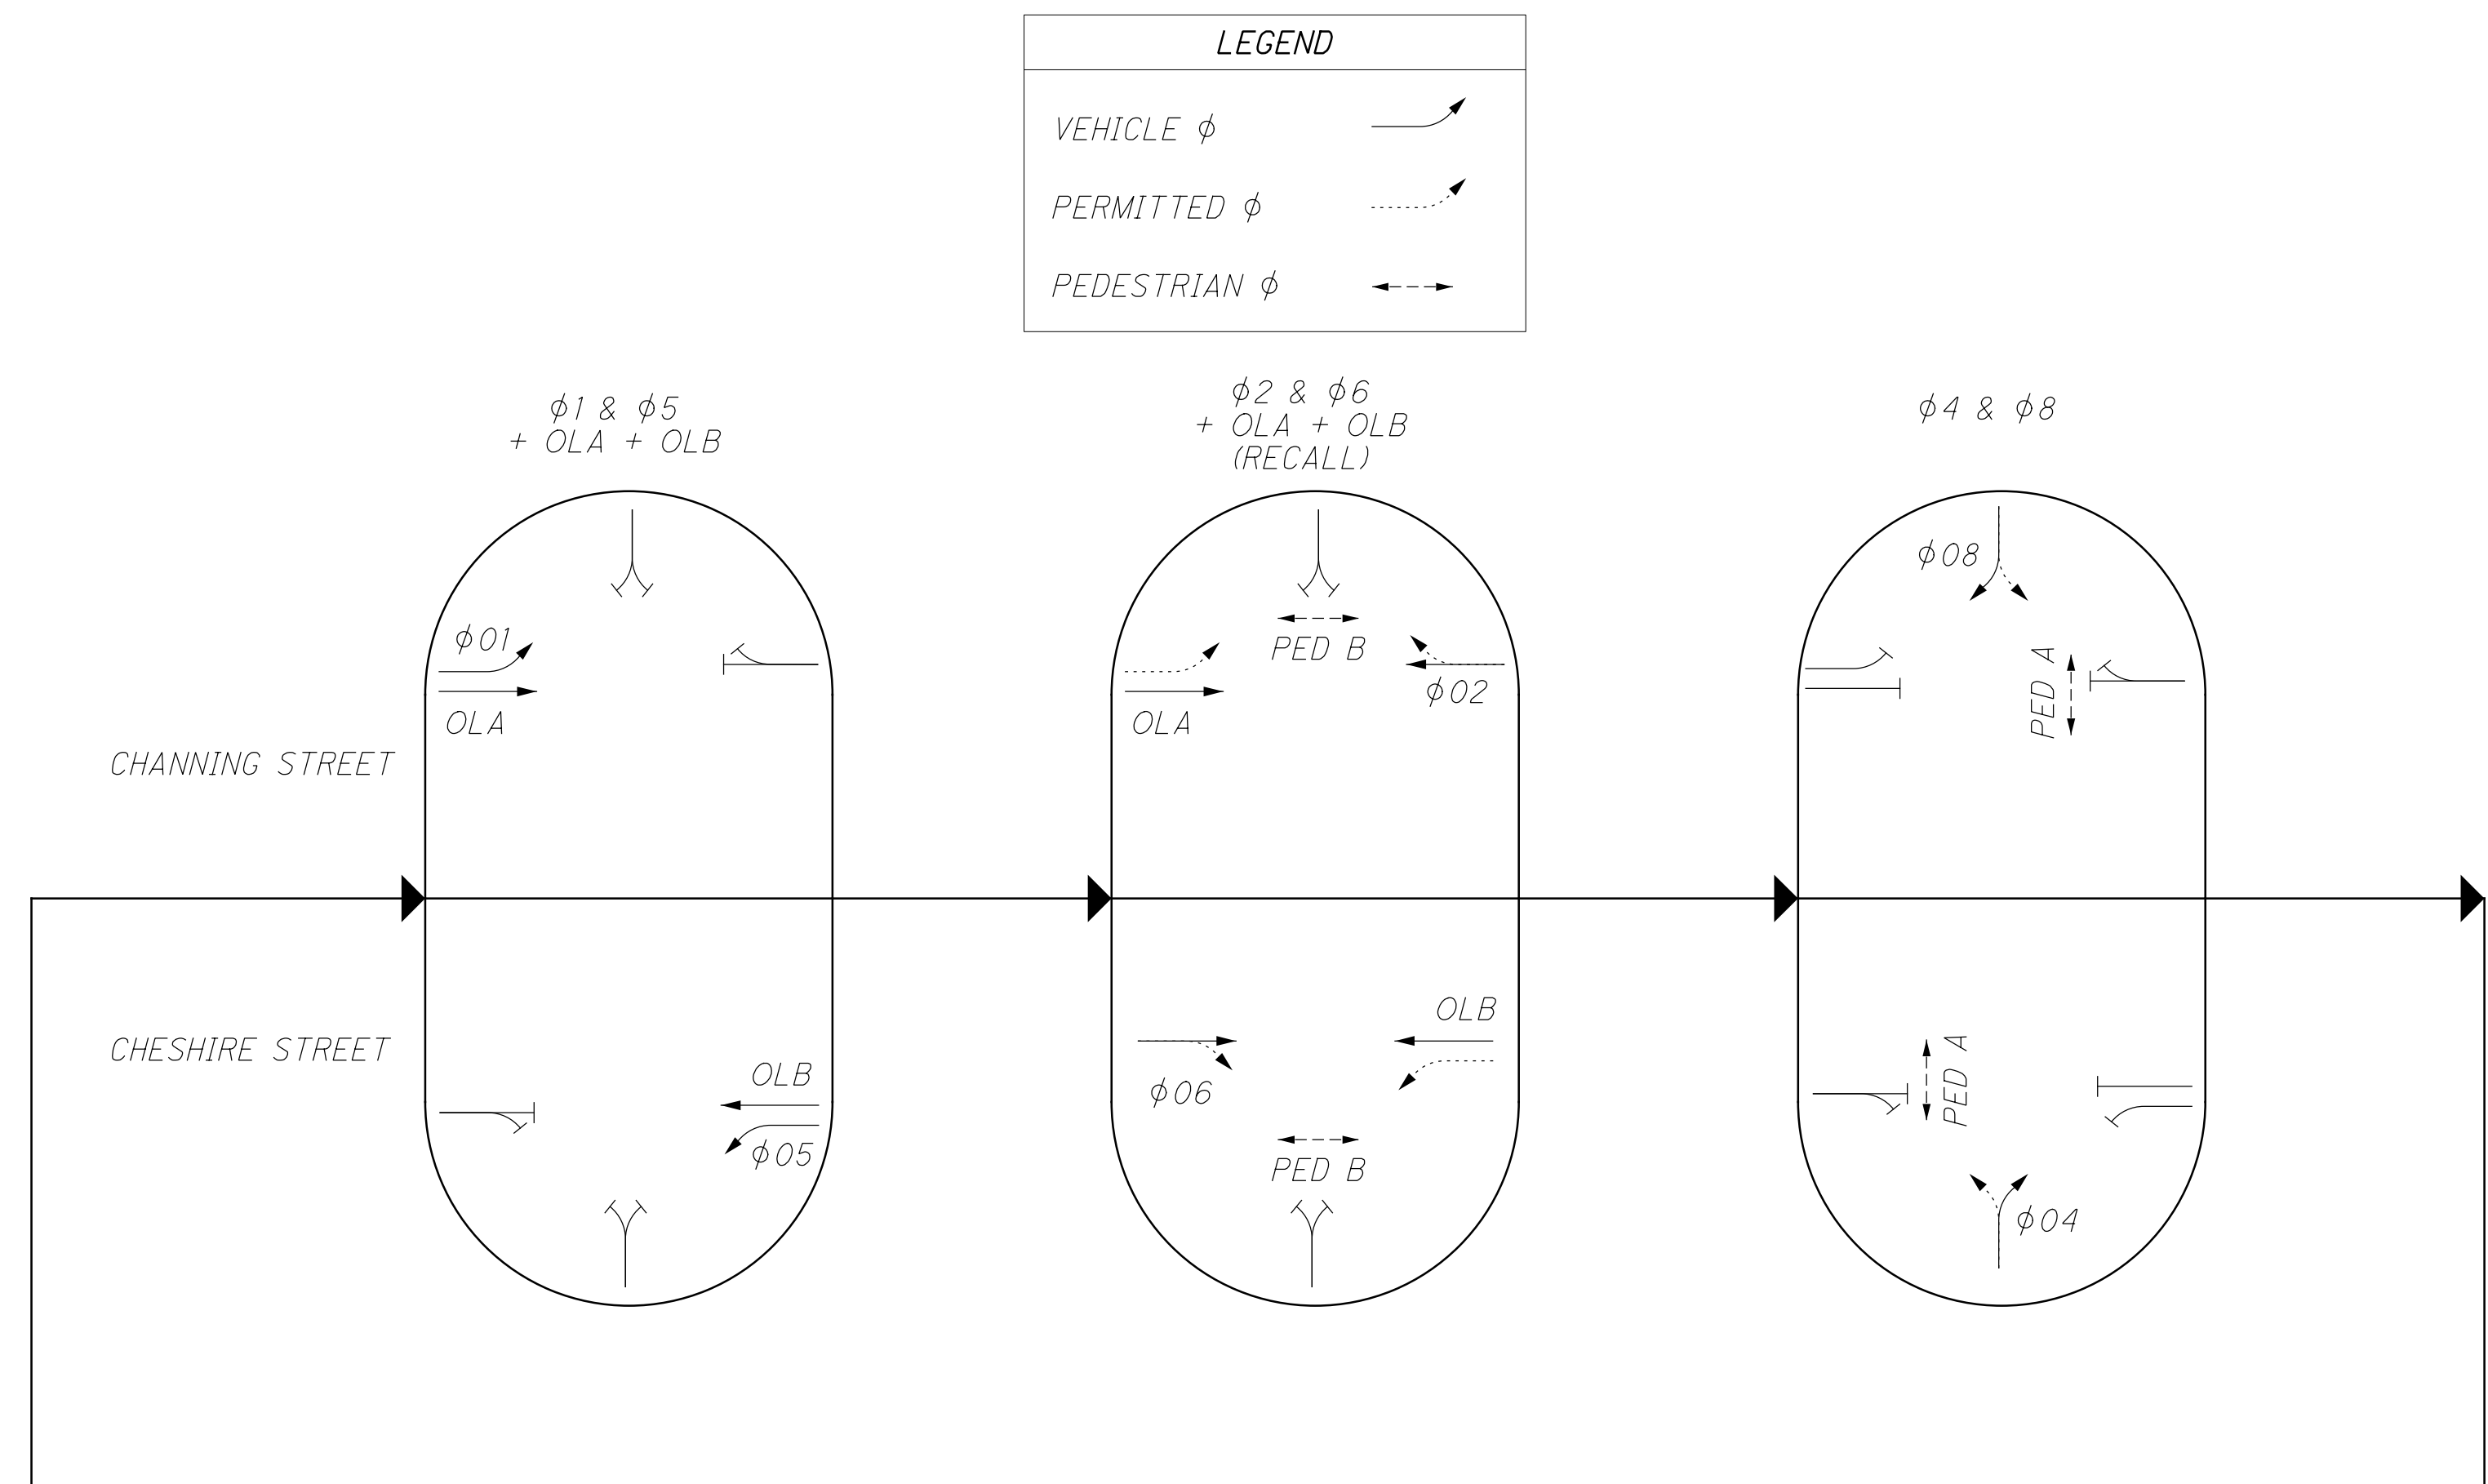 LEGEND
VEHICLE ϕ
PERMITTED ϕ
PEDESTRIAN ϕ
ϕ1 & ϕ5
+ OLA + OLB
ϕ2 & ϕ6
+ OLA + OLB
(RECALL)
ϕ4 & ϕ8
CHANNING STREET
CHESHIRE STREET
ϕ01
OLA
OLB
ϕ05
PED B
OLA
ϕ02
OLB
ϕ06
PED B
ϕ08
PED A
PED A
ϕ04